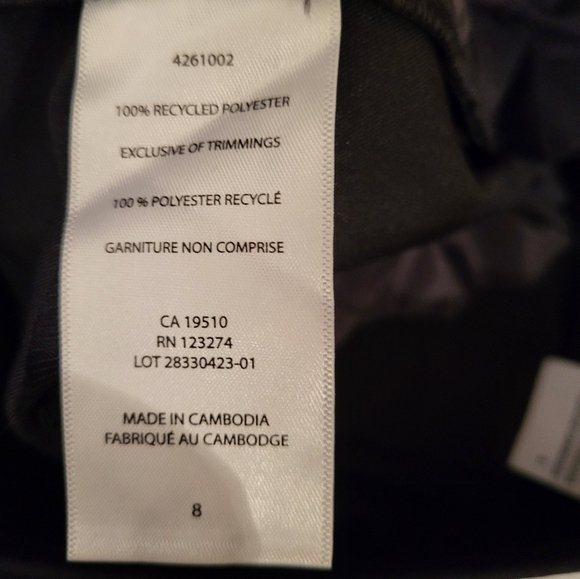 4261002
100% RECYCLED POLYESTER
EXCLUSIVE OF TRIMMINGS
100 % POLYESTER RECYCLÉ
GARNITURE NON COMPRISE
CA 19510
RN 123274
LOT 28330423-01
MADE IN CAMBODIA
FABRIQUÉ AU CAMBODGE
8